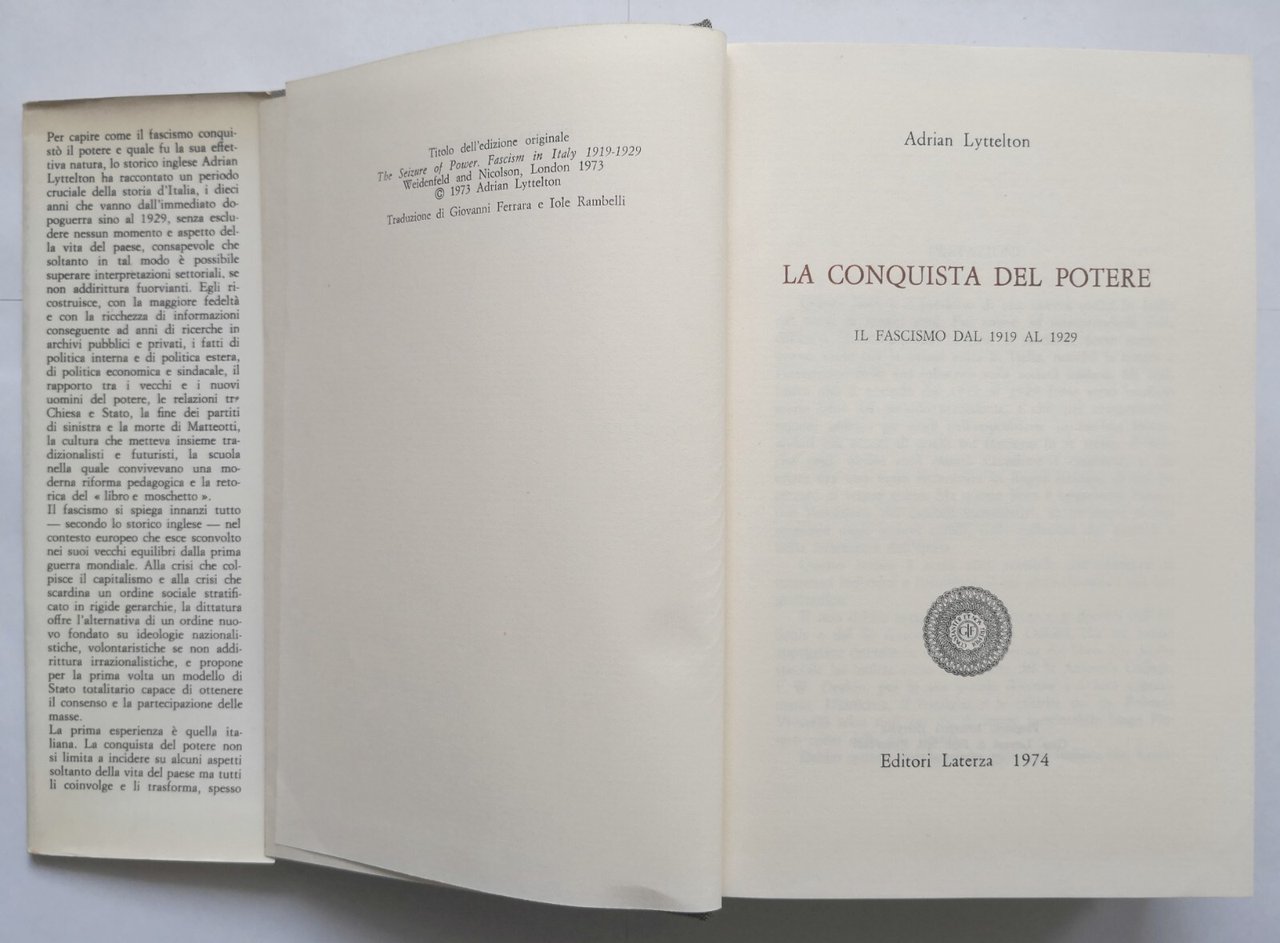 Per capire come il fascismo conqui-
stò il potere e quale fu la sua effet-
tiva natura, lo storico inglese Adrian
Lyttelton ha raccontato un periodo
cruciale della storia d'Italia, i dieci
anni che vanno dall'immediato do-
poguerra sino al 1929, senza esclu-
dere nessun momento e aspetto del-
la vita del paese, consapevole che
soltanto in tal modo è possibile
superare interpretazioni settoriali, se
non addirittura fuorvianti. Egli ri-
costruisce, con la maggiore fedeltà
e con la ricchezza di informazioni
conseguente ad anni di ricerche in
archivi pubblici e privati, i fatti di
politica interna e di politica estera,
di politica economica e sindacale, il
rapporto tra i vecchi e i nuovi
uomini del potere, le relazioni tra
Chiesa e Stato, la fine dei partiti
di sinistra e la morte di Matteotti,
la cultura che metteva insieme tra-
dizionalisti e futuristi, la scuola
nella quale convivevano una mo-
derna riforma pedagogica e la reto-
rica del « libro e moschetto ».
Il fascismo si spiega innanzi tutto
— secondo lo storico inglese — nel
contesto europeo che esce sconvolto
nei suoi vecchi equilibri dalla prima
guerra mondiale. Alla crisi che col-
pisce il capitalismo e alla crisi che
scardina un ordine sociale stratifi-
cato in rigide gerarchie, la dittatura
offre l'alternativa di un ordine nuo-
vo fondato su ideologie nazionali-
stiche, volontaristiche se non addi-
rittura irrazionalistiche, e propone
per la prima volta un modello di
Stato totalitario capace di ottenere
il consenso e la partecipazione delle
masse.
La prima esperienza è quella ita-
liana. La conquista del potere non
si limita a incidere su alcuni aspetti
soltanto della vita del paese ma tutti
li coinvolge e li trasforma, spesso
Titolo dell'edizione originale
The Seizure of Power. Fascism in Italy 1919-1929
Weidenfeld and Nicolson, London 1973
© 1973 Adrian Lyttelton
Traduzione di Giovanni Ferrara e Iole Rambelli
Adrian Lyttelton
LA CONQUISTA DEL POTERE
IL FASCISMO DAL 1919 AL 1929
Editori Laterza 1974